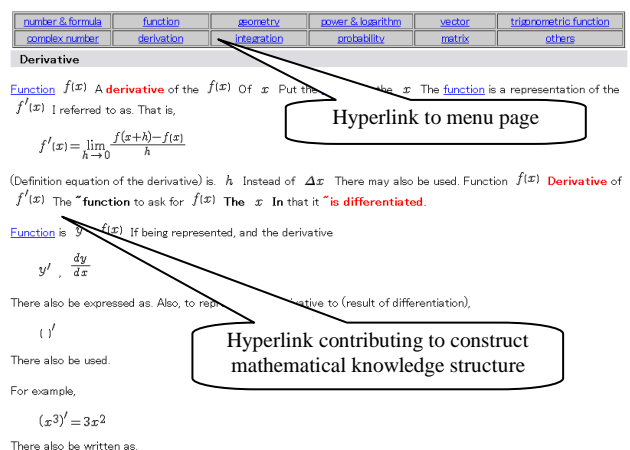 number & formula function geometry power & logarithm vector trigonometric function
complex number derivation integration probability matrix others
Derivative
Function f(x) A derivative of the f(x) Of x Put the the x The function is a representation of the
f′(x) I referred to as. That is,
Hyperlink to menu page
f′(x)=lim h→0 f(x+h)−f(x) / h
(Definition equation of the derivative) is. h Instead of Δx There may also be used. Function f(x) Derivative of
f′(x) The ~function to ask for f(x) The x In that it ~is differentiated.
Function is y f(x) If being represented, and the derivative
y′ , dy/dx
There also be expressed as. Also, to to (result of differentiation),
( )′
Hyperlink contributing to construct
mathematical knowledge structure
There also be used.
For example,
(x3)′=3x2
There also be written as.